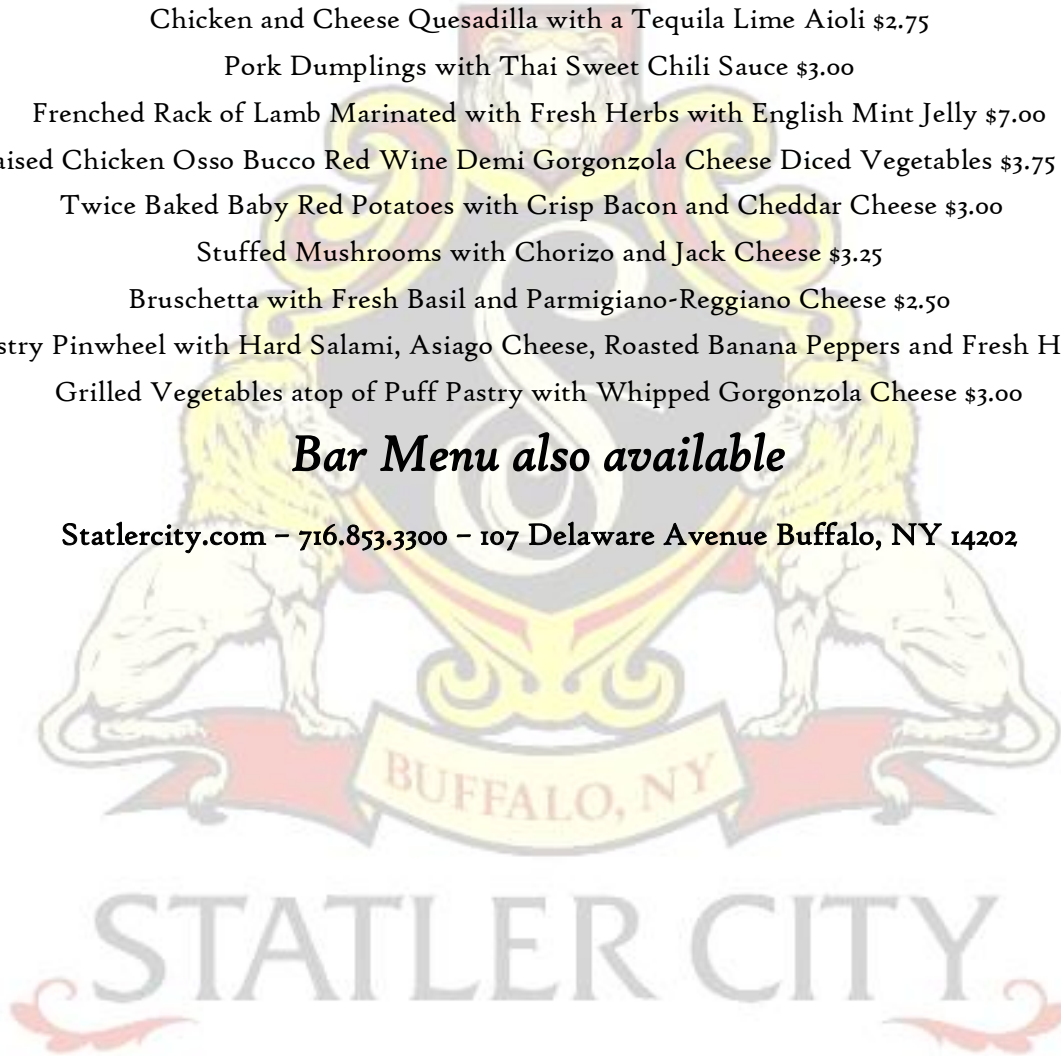 Chicken and Cheese Quesadilla with a Tequila Lime Aioli $2.75
Pork Dumplings with Thai Sweet Chili Sauce $3.00
Frenched Rack of Lamb Marinated with Fresh Herbs with English Mint Jelly $7.00
Chicken Osso Bucco Red Wine Demi Gorgonzola Cheese Diced Vegetables $3.75
Twice Baked Baby Red Potatoes with Crisp Bacon and Cheddar Cheese $3.00
Stuffed Mushrooms with Chorizo and Jack Cheese $3.25
Bruschetta with Fresh Basil and Parmigiano-Reggiano Cheese $2.50
Pinwheel with Hard Salami, Asiago Cheese, Roasted Banana Peppers and Fresh
Grilled Vegetables atop of Puff Pastry with Whipped Gorgonzola Cheese $3.00
Bar Menu also available
Statlercity.com – 716.853.3300 – 107 Delaware Avenue Buffalo, NY 14202
S
BUFFALO, NY
STATLER CITY